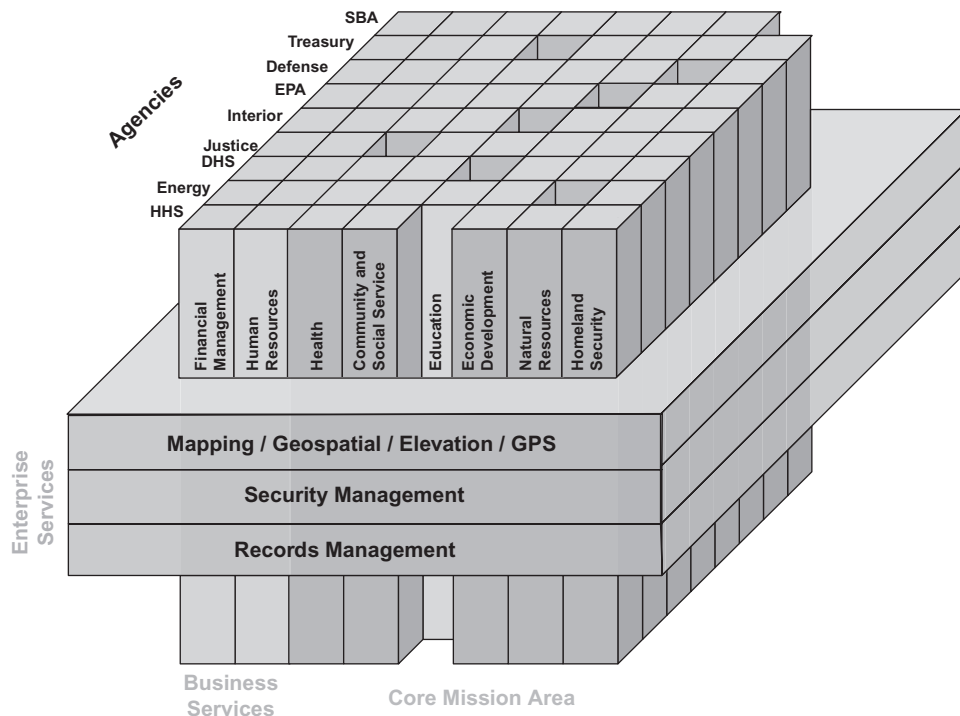 SBA
Treasury
Defense
EPA
Interior
Justice
DHS
Energy
HHS
Agencies
Financial
Management
Human
Resources
Health
Community and
Social Service
Education
Economic
Development
Natural
Resources
Homeland
Security
Mapping / Geospatial / Elevation / GPS
Security Management
Records Management
Enterprise
Services
Business
Services
Core Mission Area